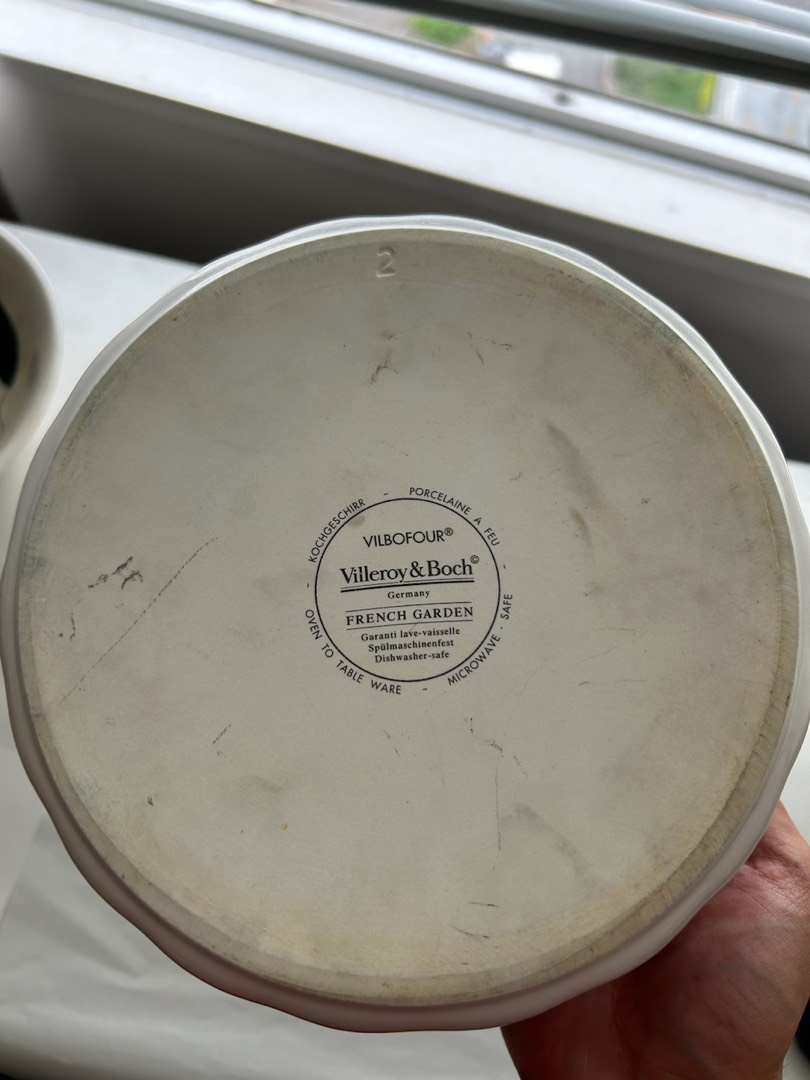 2
KOCHGESCHIRR - PORCELAINE A FEU - MICROWAVE - SAFE - OVEN TO TABLE WARE -
VILBOFOUR®
Villeroy & Boch©
Germany
FRENCH GARDEN
Garanti lave-vaisselle
Spülmaschinenfest
Dishwasher-safe